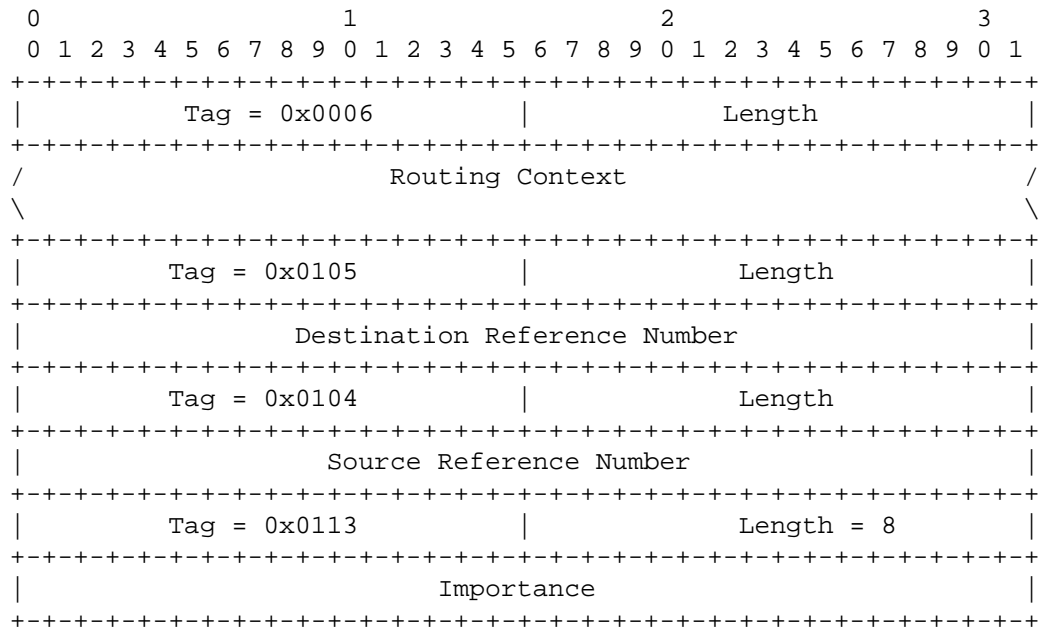 0                   1                   2                   3
 0 1 2 3 4 5 6 7 8 9 0 1 2 3 4 5 6 7 8 9 0 1 2 3 4 5 6 7 8 9 0 1
+-+-+-+-+-+-+-+-+-+-+-+-+-+-+-+-+-+-+-+-+-+-+-+-+-+-+-+-+-+-+-+-+
|          Tag = 0x0006         |            Length             |
+-+-+-+-+-+-+-+-+-+-+-+-+-+-+-+-+-+-+-+-+-+-+-+-+-+-+-+-+-+-+-+-+
/                       Routing Context                         /
\                                                               \
+-+-+-+-+-+-+-+-+-+-+-+-+-+-+-+-+-+-+-+-+-+-+-+-+-+-+-+-+-+-+-+-+
|         Tag = 0x0105          |             Length            |
+-+-+-+-+-+-+-+-+-+-+-+-+-+-+-+-+-+-+-+-+-+-+-+-+-+-+-+-+-+-+-+-+
|                 Destination Reference Number                  |
+-+-+-+-+-+-+-+-+-+-+-+-+-+-+-+-+-+-+-+-+-+-+-+-+-+-+-+-+-+-+-+-+
|         Tag = 0x0104          |             Length            |
+-+-+-+-+-+-+-+-+-+-+-+-+-+-+-+-+-+-+-+-+-+-+-+-+-+-+-+-+-+-+-+-+
|                   Source Reference Number                     |
+-+-+-+-+-+-+-+-+-+-+-+-+-+-+-+-+-+-+-+-+-+-+-+-+-+-+-+-+-+-+-+-+
|         Tag = 0x0113          |             Length = 8        |
+-+-+-+-+-+-+-+-+-+-+-+-+-+-+-+-+-+-+-+-+-+-+-+-+-+-+-+-+-+-+-+-+
|                          Importance                           |
+-+-+-+-+-+-+-+-+-+-+-+-+-+-+-+-+-+-+-+-+-+-+-+-+-+-+-+-+-+-+-+-+